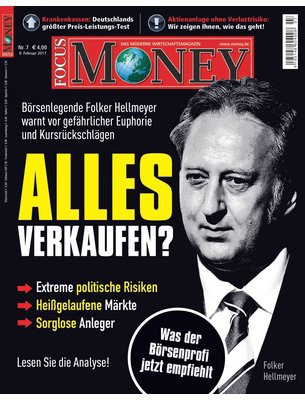 Krankenkassen: Deutschlands
größter Preis-Leistungs-Test
Aktienanlage ohne Verlustrisiko:
Wir zeigen Ihnen, wie das geht!
Nr. 7 € 4,00
8. Februar 2017
DAS MODERNE WIRTSCHAFTSMAGAZIN
www.money.de
FOCUS
MONEY
Börsenlegende Folker Hellmeyer
warnt vor gefährlicher Euphorie
und Kursrückschlägen
ALLES
VERKAUFEN?
Extreme politische Risiken
Heißgelaufene Märkte
Sorglose Anleger
Lesen Sie die Analyse!
Was der
Börsenprofi
jetzt empfiehlt
Folker
Hellmeyer